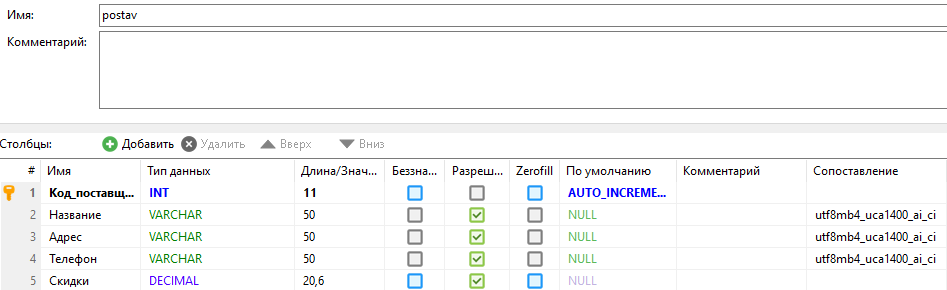 Имя: postav
Комментарий:
Столбцы: Добавить Удалить Вверх Вниз
# Имя Тип данных Длина/Знач... Беззна... Разреш... Zerofill По умолчанию Комментарий Сопоставление
1 Код_поставщ... INT 11 AUTO_INCREME...
2 Название VARCHAR 50 NULL utf8mb4_uca1400_ai_ci
3 Адрес VARCHAR 50 NULL utf8mb4_uca1400_ai_ci
4 Телефон VARCHAR 50 NULL utf8mb4_uca1400_ai_ci
5 Скидки DECIMAL 20,6 NULL